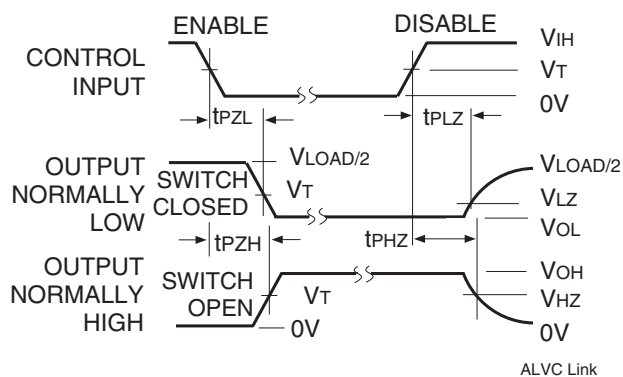 ENABLE DISABLE
CONTROL INPUT
VIH
VT
0V
tPZL tPLZ
OUTPUT NORMALLY LOW
SWITCH CLOSED
VLOAD/2
VT
VLOAD/2
VLZ
VOL
tPZH tPHZ
OUTPUT NORMALLY HIGH
SWITCH OPEN
VT
0V
VOH
VHZ
0V
ALVC Link